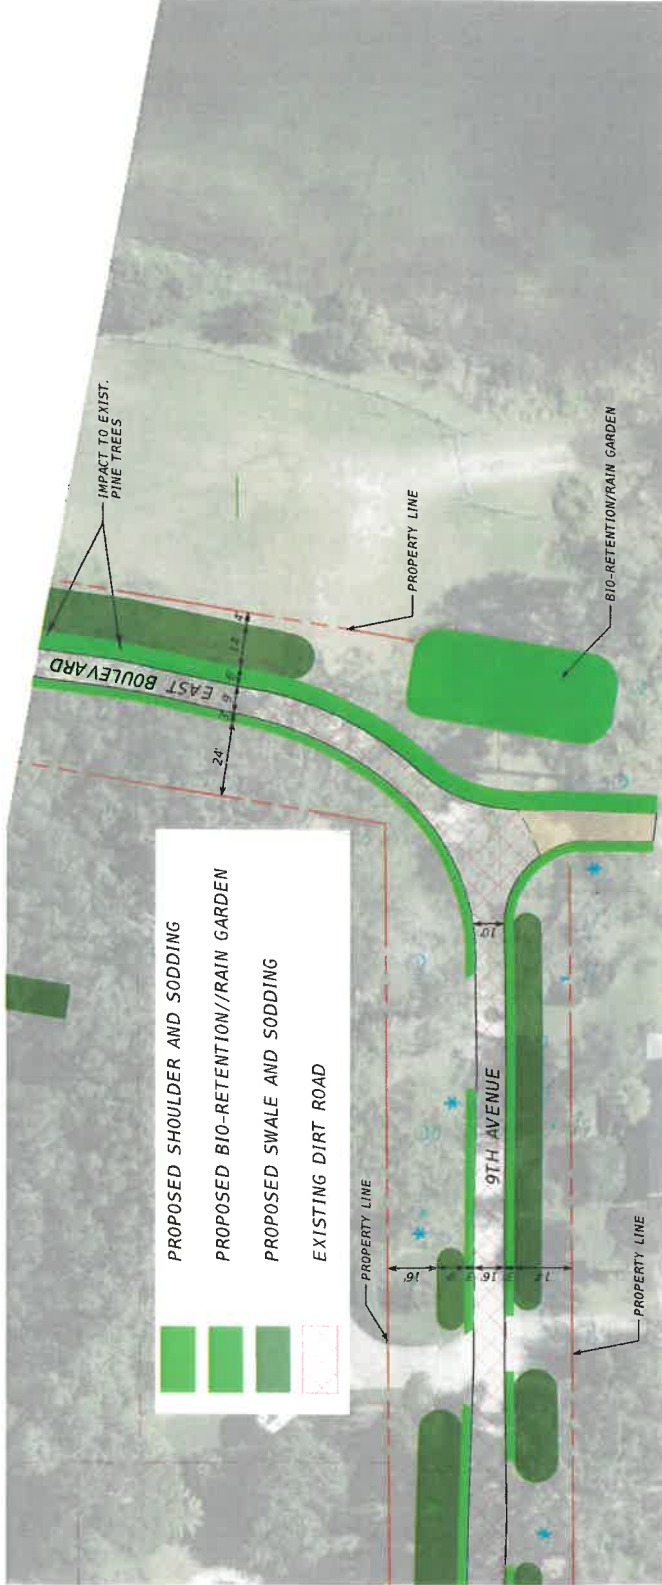 IMPACT TO EXIST.
PINE TREES
EAST BOULEVARD
24'
PROPERTY LINE
BIO-RETENTION/RAIN GARDEN
PROPOSED SHOULDER AND SODDING
PROPOSED BIO-RETENTION//RAIN GARDEN
PROPOSED SWALE AND SODDING
EXISTING DIRT ROAD
10'
9TH AVENUE
PROPERTY LINE
16'
16'
PROPERTY LINE